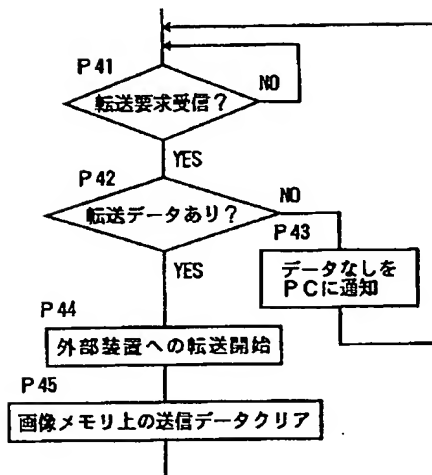 P41
転送要求受信？
NO
YES
P42
転送データあり？
NO
YES
P43
データなしを
PCに通知
P44
外部装置への転送開始
P45
画像メモリ上の送信データクリア